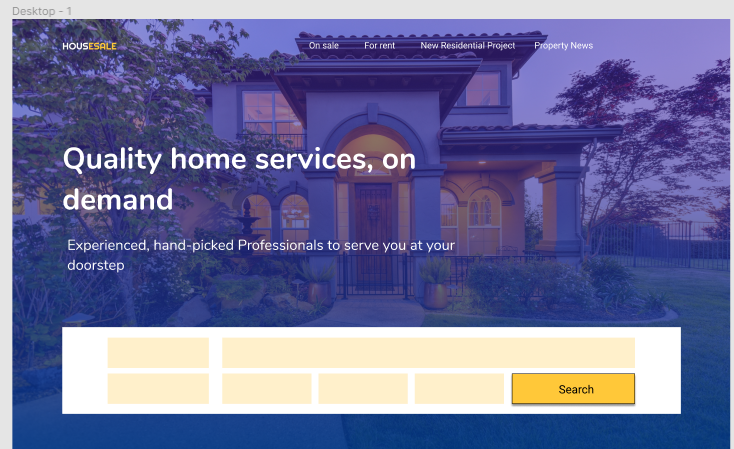 Desktop - 1
HOUSESALE
On sale For rent New Residential Project Property News
Quality home services, on
demand
Experienced, hand-picked Professionals to serve you at your
doorstep
Search